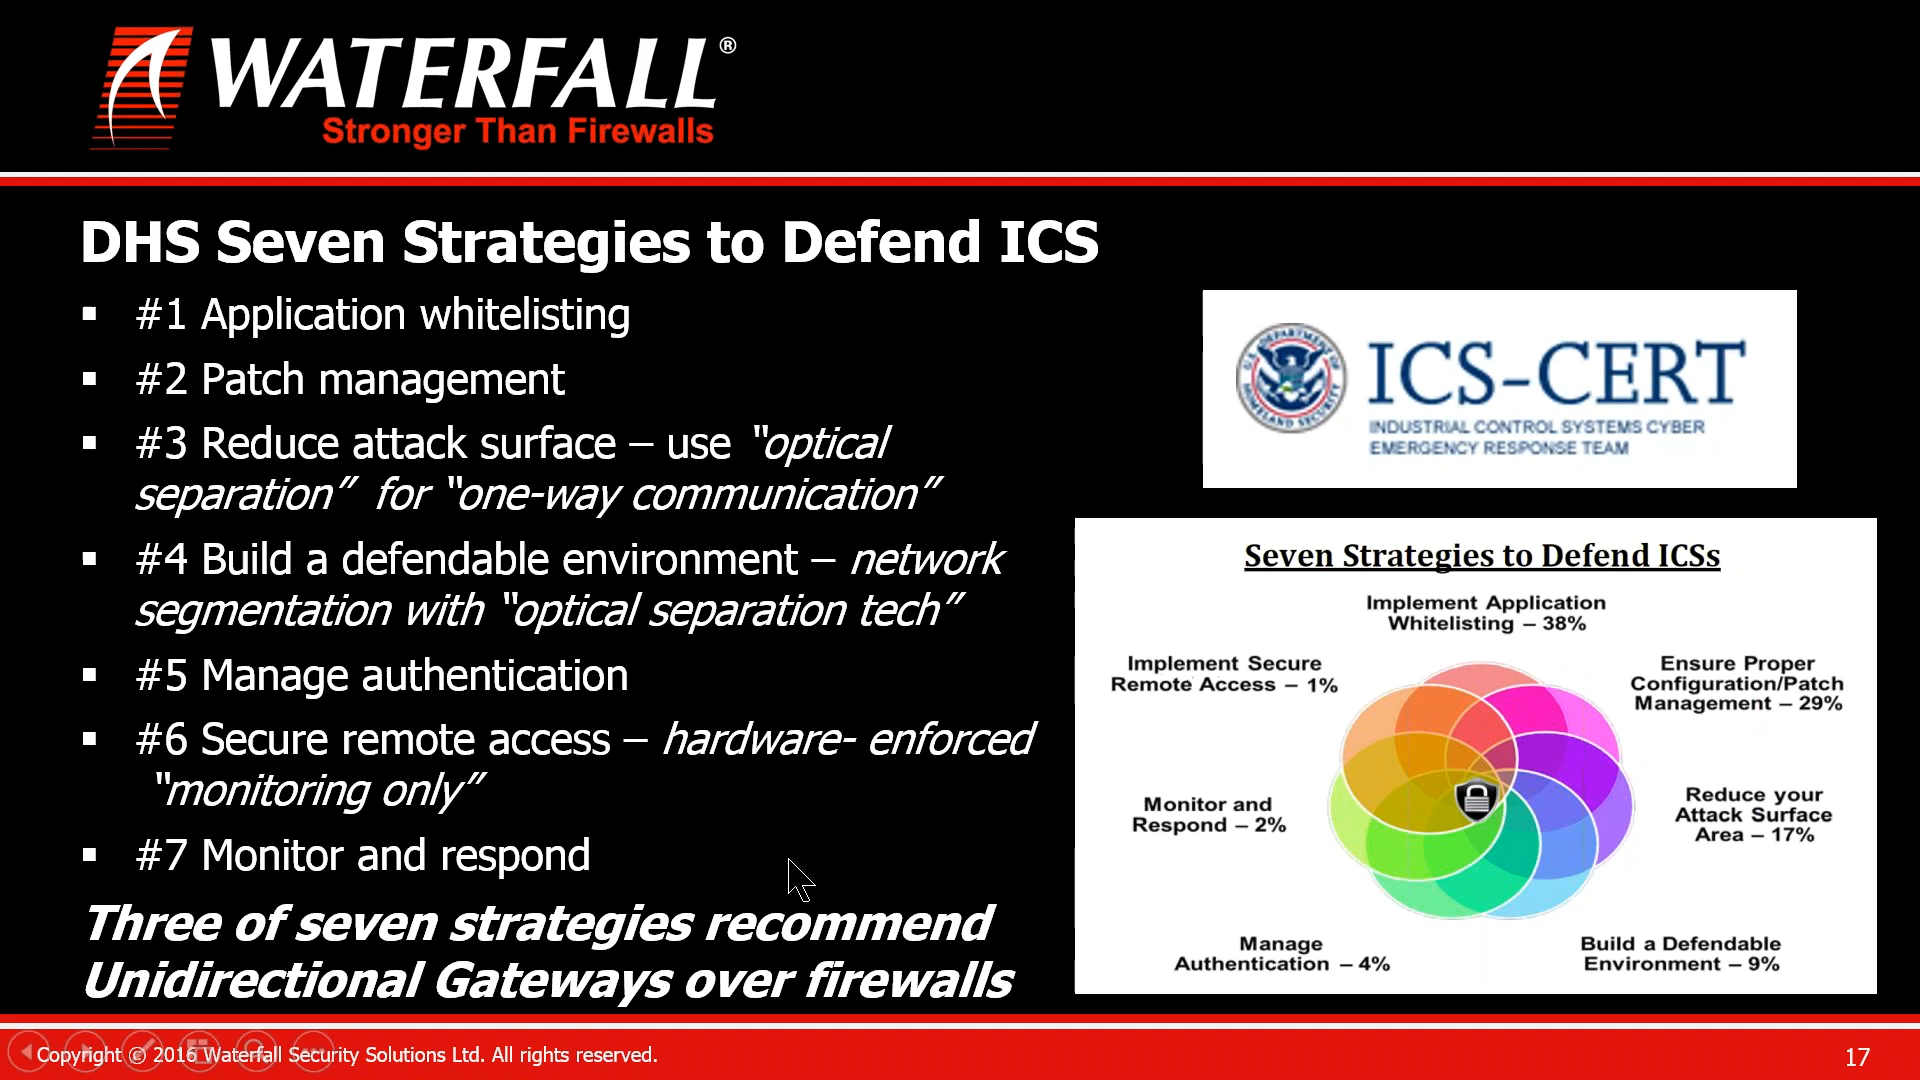 WATERFALL®
Stronger Than Firewalls
DHS Seven Strategies to Defend ICS
▪ #1 Application whitelisting
▪ #2 Patch management
▪ #3 Reduce attack surface – use “optical
separation” for “one-way communication”
▪ #4 Build a defendable environment – network
segmentation with “optical separation tech”
▪ #5 Manage authentication
▪ #6 Secure remote access – hardware- enforced
“monitoring only”
▪ #7 Monitor and respond
Three of seven strategies recommend
Unidirectional Gateways over firewalls
U.S. DEPARTMENT OF
HOMELAND SECURITY
ICS-CERT
INDUSTRIAL CONTROL SYSTEMS CYBER
EMERGENCY RESPONSE TEAM
Seven Strategies to Defend ICSs
Implement Application
Whitelisting – 38%
Implement Secure
Remote Access – 1%
Ensure Proper
Configuration/Patch
Management – 29%
Monitor and
Respond – 2%
Reduce your
Attack Surface
Area – 17%
Manage
Authentication – 4%
Build a Defendable
Environment – 9%
Copyright © 2016 Waterfall Security Solutions Ltd. All rights reserved.
17